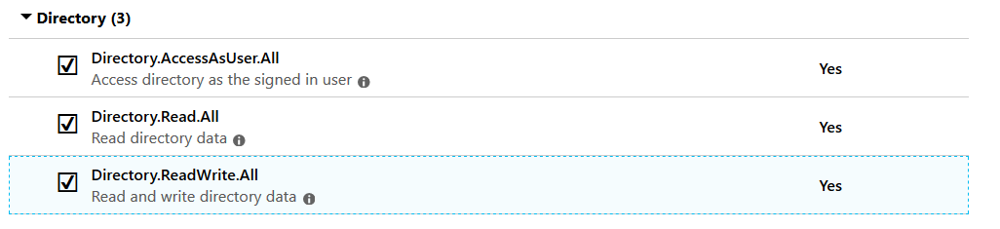 Directory (3)
Directory.AccessAsUser.All
Access directory as the signed in user
Yes
Directory.Read.All
Read directory data
Yes
Directory.ReadWrite.All
Read and write directory data
Yes